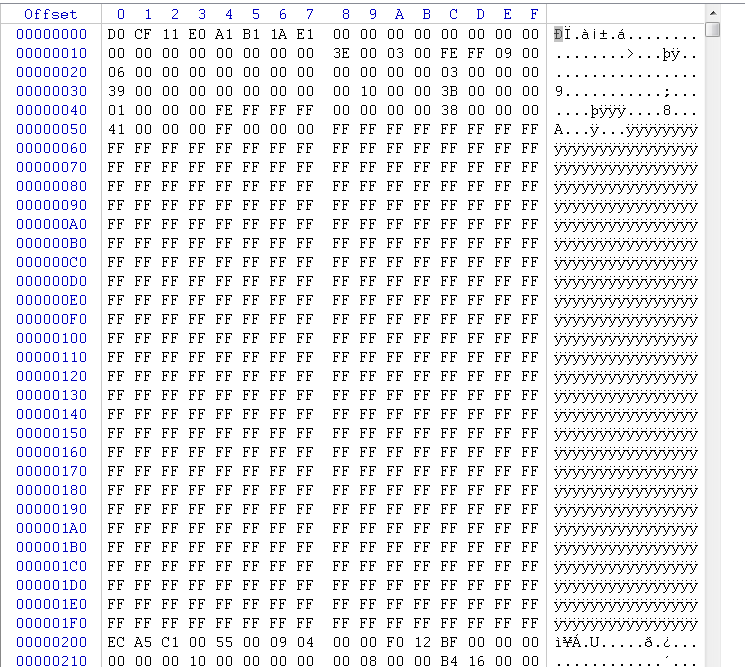 Offset 0 1 2 3 4 5 6 7 8 9 A B C D E F
00000000 D0 CF 11 E0 A1 B1 1A E1 00 00 00 00 00 00 00 00 ÐÏ.à¡±.á........
00000010 00 00 00 00 00 00 00 00 3E 00 03 00 FE FF 09 00 ........>...þÿ..
00000020 06 00 00 00 00 00 00 00 00 00 00 00 03 00 00 00 ................
00000030 39 00 00 00 00 00 00 00 00 10 00 00 3B 00 00 00 9...........;...
00000040 01 00 00 00 FE FF FF FF 00 00 00 00 38 00 00 00 ....þÿÿÿ....8...
00000050 41 00 00 00 FF 00 00 00 FF FF FF FF FF FF FF FF A...ÿ...ÿÿÿÿÿÿÿÿ
00000060 FF FF FF FF FF FF FF FF FF FF FF FF FF FF FF FF ÿÿÿÿÿÿÿÿÿÿÿÿÿÿÿÿ
00000070 FF FF FF FF FF FF FF FF FF FF FF FF FF FF FF FF ÿÿÿÿÿÿÿÿÿÿÿÿÿÿÿÿ
00000080 FF FF FF FF FF FF FF FF FF FF FF FF FF FF FF FF ÿÿÿÿÿÿÿÿÿÿÿÿÿÿÿÿ
00000090 FF FF FF FF FF FF FF FF FF FF FF FF FF FF FF FF ÿÿÿÿÿÿÿÿÿÿÿÿÿÿÿÿ
000000A0 FF FF FF FF FF FF FF FF FF FF FF FF FF FF FF FF ÿÿÿÿÿÿÿÿÿÿÿÿÿÿÿÿ
000000B0 FF FF FF FF FF FF FF FF FF FF FF FF FF FF FF FF ÿÿÿÿÿÿÿÿÿÿÿÿÿÿÿÿ
000000C0 FF FF FF FF FF FF FF FF FF FF FF FF FF FF FF FF ÿÿÿÿÿÿÿÿÿÿÿÿÿÿÿÿ
000000D0 FF FF FF FF FF FF FF FF FF FF FF FF FF FF FF FF ÿÿÿÿÿÿÿÿÿÿÿÿÿÿÿÿ
000000E0 FF FF FF FF FF FF FF FF FF FF FF FF FF FF FF FF ÿÿÿÿÿÿÿÿÿÿÿÿÿÿÿÿ
000000F0 FF FF FF FF FF FF FF FF FF FF FF FF FF FF FF FF ÿÿÿÿÿÿÿÿÿÿÿÿÿÿÿÿ
00000100 FF FF FF FF FF FF FF FF FF FF FF FF FF FF FF FF ÿÿÿÿÿÿÿÿÿÿÿÿÿÿÿÿ
00000110 FF FF FF FF FF FF FF FF FF FF FF FF FF FF FF FF ÿÿÿÿÿÿÿÿÿÿÿÿÿÿÿÿ
00000120 FF FF FF FF FF FF FF FF FF FF FF FF FF FF FF FF ÿÿÿÿÿÿÿÿÿÿÿÿÿÿÿÿ
00000130 FF FF FF FF FF FF FF FF FF FF FF FF FF FF FF FF ÿÿÿÿÿÿÿÿÿÿÿÿÿÿÿÿ
00000140 FF FF FF FF FF FF FF FF FF FF FF FF FF FF FF FF ÿÿÿÿÿÿÿÿÿÿÿÿÿÿÿÿ
00000150 FF FF FF FF FF FF FF FF FF FF FF FF FF FF FF FF ÿÿÿÿÿÿÿÿÿÿÿÿÿÿÿÿ
00000160 FF FF FF FF FF FF FF FF FF FF FF FF FF FF FF FF ÿÿÿÿÿÿÿÿÿÿÿÿÿÿÿÿ
00000170 FF FF FF FF FF FF FF FF FF FF FF FF FF FF FF FF ÿÿÿÿÿÿÿÿÿÿÿÿÿÿÿÿ
00000180 FF FF FF FF FF FF FF FF FF FF FF FF FF FF FF FF ÿÿÿÿÿÿÿÿÿÿÿÿÿÿÿÿ
00000190 FF FF FF FF FF FF FF FF FF FF FF FF FF FF FF FF ÿÿÿÿÿÿÿÿÿÿÿÿÿÿÿÿ
000001A0 FF FF FF FF FF FF FF FF FF FF FF FF FF FF FF FF ÿÿÿÿÿÿÿÿÿÿÿÿÿÿÿÿ
000001B0 FF FF FF FF FF FF FF FF FF FF FF FF FF FF FF FF ÿÿÿÿÿÿÿÿÿÿÿÿÿÿÿÿ
000001C0 FF FF FF FF FF FF FF FF FF FF FF FF FF FF FF FF ÿÿÿÿÿÿÿÿÿÿÿÿÿÿÿÿ
000001D0 FF FF FF FF FF FF FF FF FF FF FF FF FF FF FF FF ÿÿÿÿÿÿÿÿÿÿÿÿÿÿÿÿ
000001E0 FF FF FF FF FF FF FF FF FF FF FF FF FF FF FF FF ÿÿÿÿÿÿÿÿÿÿÿÿÿÿÿÿ
000001F0 FF FF FF FF FF FF FF FF FF FF FF FF FF FF FF FF ÿÿÿÿÿÿÿÿÿÿÿÿÿÿÿÿ
00000200 EC A5 C1 00 55 00 09 04 00 00 F0 12 BF 00 00 00 ì¥Á.U.....ð.¿...
00000210 00 00 00 10 00 00 00 00 00 08 00 00 B4 16 00 00 ............´...